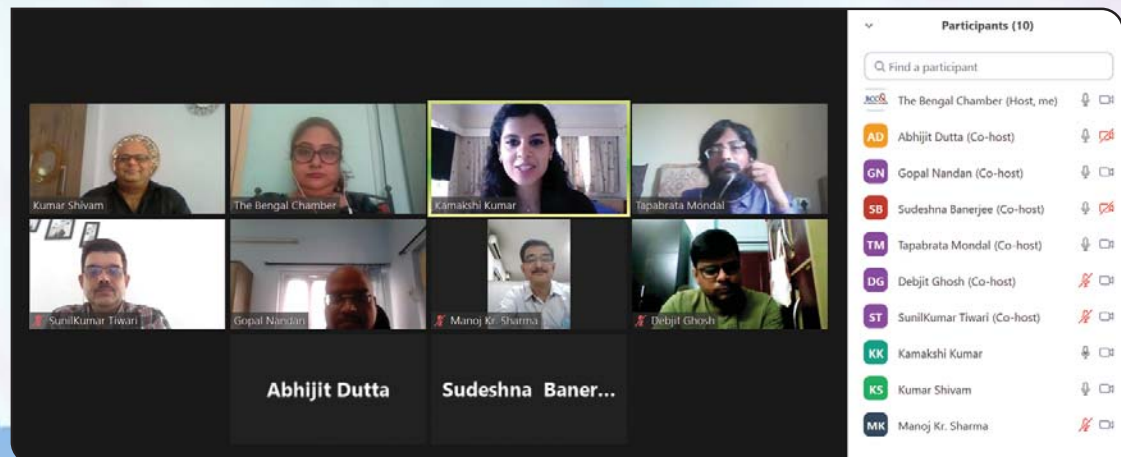 Kumar Shivam
The Bengal Chamber
Kamakshi Kumar
Tapabrata Mondal
SunilKumar Tiwari
Gopal Nandan
Manoj Kr. Sharma
Debjit Ghosh
Abhijit Dutta
Sudeshna Baner...
Participants (10)
Find a participant
The Bengal Chamber (Host, me)
AD Abhijit Dutta (Co-host)
GN Gopal Nandan (Co-host)
SB Sudeshna Banerjee (Co-host)
TM Tapabrata Mondal (Co-host)
DG Debjit Ghosh (Co-host)
ST SunilKumar Tiwari (Co-host)
KK Kamakshi Kumar
KS Kumar Shivam
MK Manoj Kr. Sharma